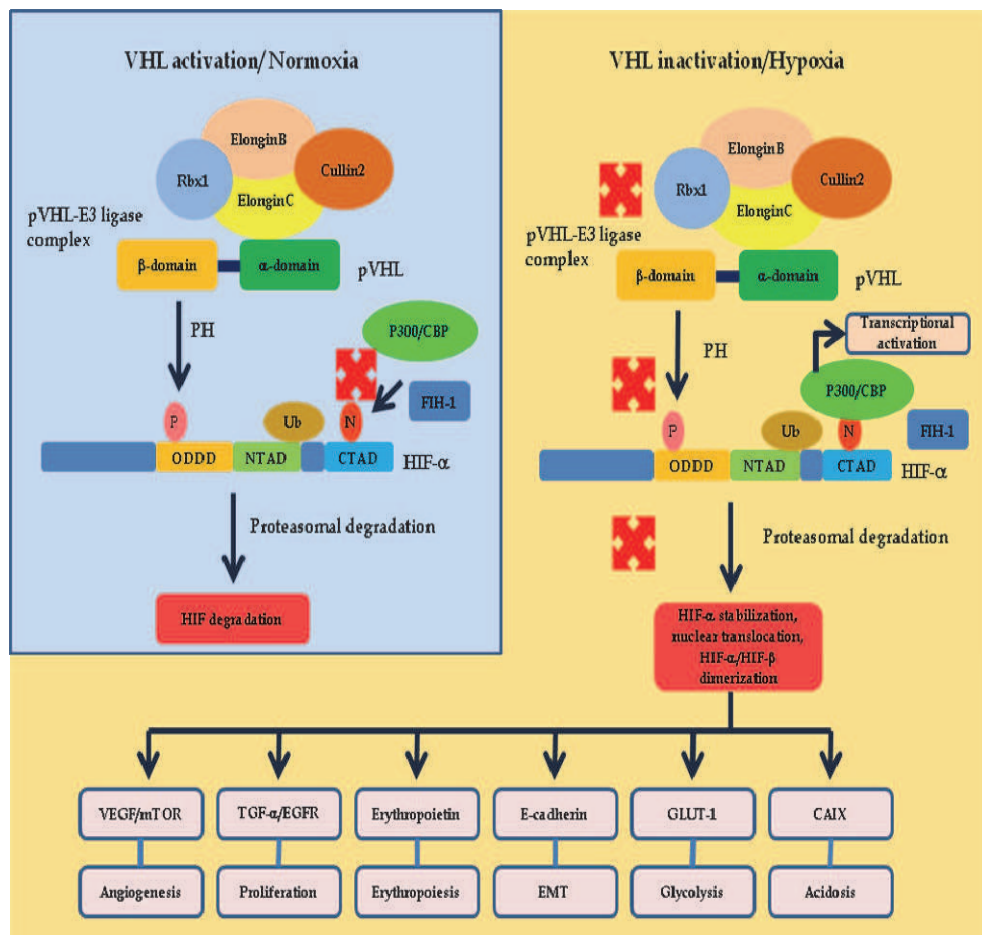 VHL activation/Normoxia
ElonginB
Rbx1
Cullin2
ElonginC
pVHL-E3 ligase
complex
β-domain
α-domain
pVHL
PH
P300/CBP
FIH-1
P
Ub
N
ODDD
NTAD
CTAD
HIF-α
Proteasomal degradation
HIF degradation
VHL inactivation/Hypoxia
ElonginB
Rbx1
Cullin2
ElonginC
pVHL-E3 ligase
complex
β-domain
α-domain
pVHL
Transcriptional
activation
PH
P300/CBP
FIH-1
P
Ub
N
ODDD
NTAD
CTAD
HIF-α
Proteasomal degradation
HIF-α stabilization,
nuclear translocation,
HIF-α/HIF-β
dimerization
VEGF/mTOR
TGF-α/EGFR
Erythropoietin
E-cadherin
GLUT-1
CAIX
Angiogenesis
Proliferation
Erythropoiesis
EMT
Glycolysis
Acidosis